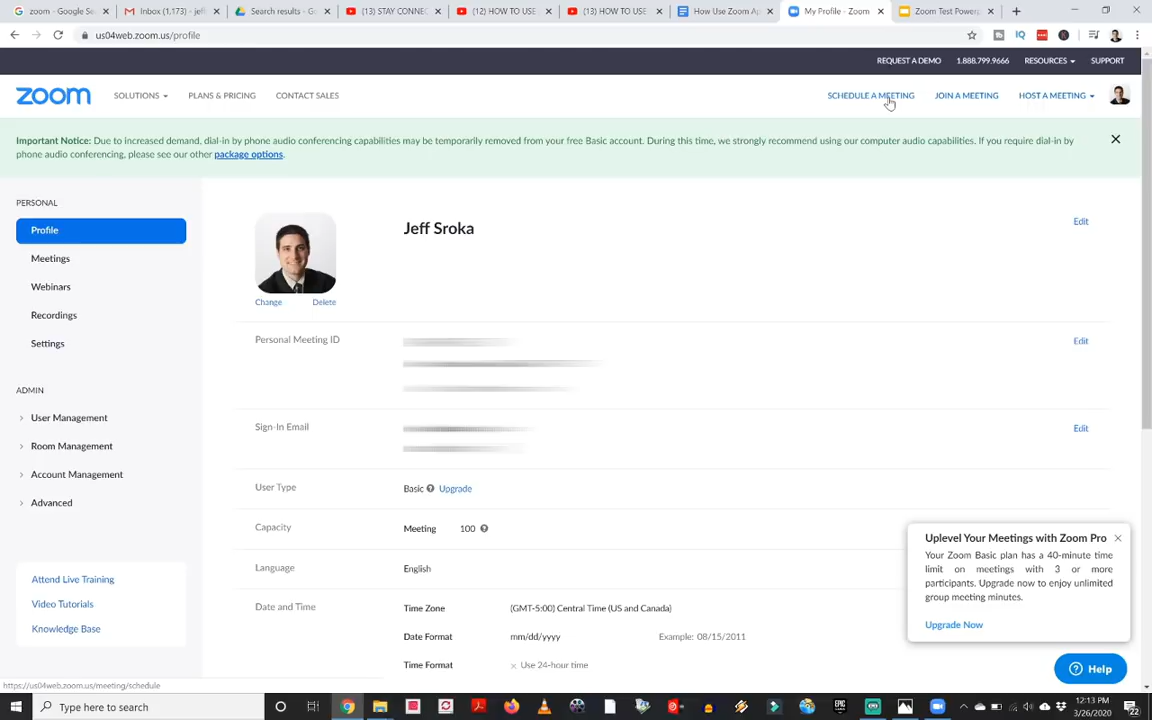 zoom - Google Se
Inbox (1,173) - jeff
Search results - Go
(13) STAY CONNEC
(12) HOW TO USE
(13) HOW TO USE
How Use Zoom Ap
My Profile - Zoom
Zoom Test Powerp
us04web.zoom.us/profile
REQUEST A DEMO 1.888.799.9666 RESOURCES SUPPORT
zoom SOLUTIONS PLANS & PRICING CONTACT SALES SCHEDULE A MEETING JOIN A MEETING HOST A MEETING
Important Notice: Due to increased demand, dial-in by phone audio conferencing capabilities may be temporarily removed from your free Basic account. During this time, we strongly recommend using our computer audio capabilities. If you require dial-in by
phone audio conferencing, please see our other package options.
PERSONAL
Profile
Meetings
Webinars
Recordings
Settings
ADMIN
User Management
Room Management
Account Management
Advanced
Attend Live Training
Video Tutorials
Knowledge Base
Jeff Sroka Edit
Change Delete
Personal Meeting ID Edit
Sign-In Email Edit
User Type Basic Upgrade
Capacity Meeting 100
Language English
Date and Time Time Zone (GMT-5:00) Central Time (US and Canada)
Date Format mm/dd/yyyy Example: 08/15/2011
Time Format Use 24-hour time
Uplevel Your Meetings with Zoom Pro
Your Zoom Basic plan has a 40-minute time
limit on meetings with 3 or more
participants. Upgrade now to enjoy unlimited
group meeting minutes.
Upgrade Now
Help
https://us04web.zoom.us/meeting/schedule
Type here to search
12:13 PM
3/26/2020
22